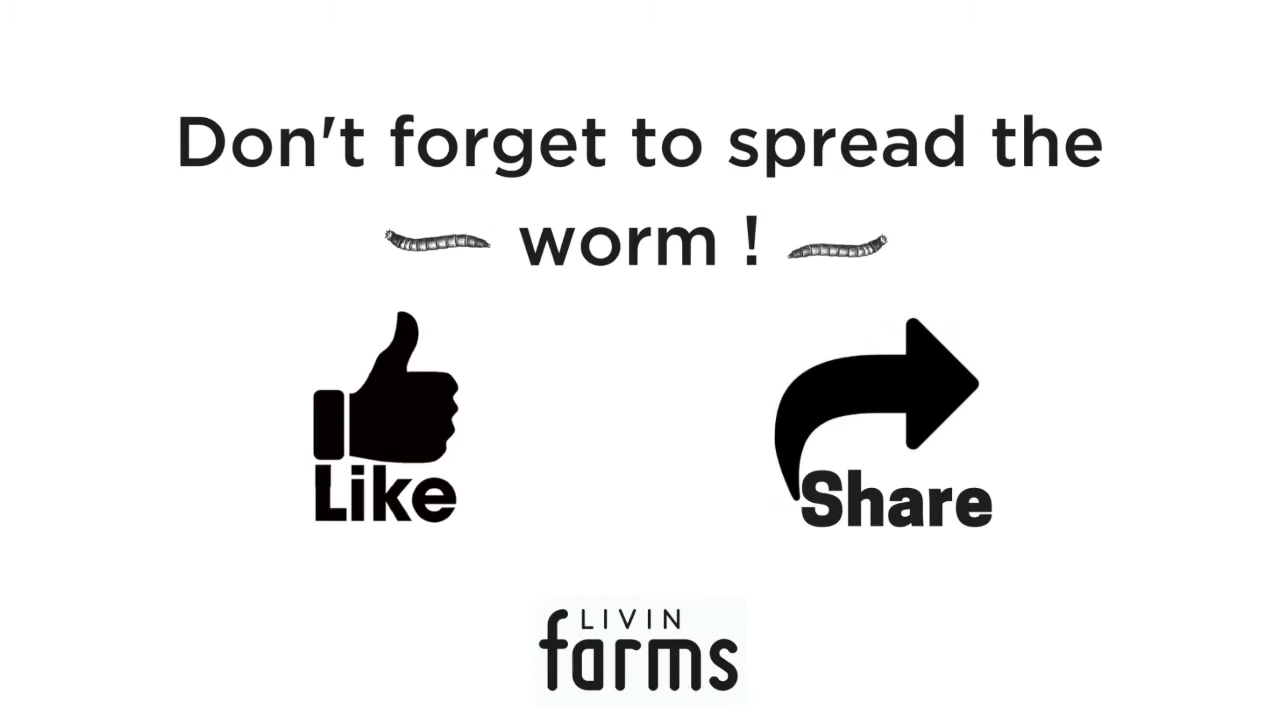 Don't forget to spread the
worm !
Like
Share
LIVIN
farms